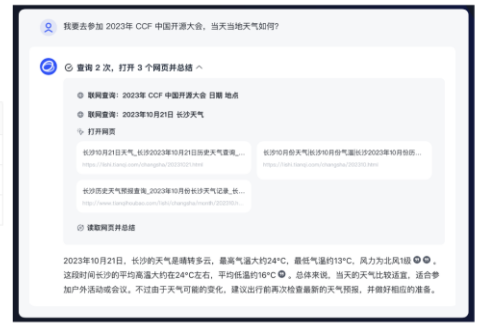 我要去参加 2023年 CCF 中国开源大会，当天当地天气如何?
查询 2 次，打开 3 个网页并总结
联网查询：2023年 CCF 中国开源大会 日期 地点
联网查询：2023年10月21日 长沙天气
打开网页
长沙10月21日天气_长沙2023年10月21日历史天气查询_...
长沙10月份天气|长沙10月份气温|长沙2023年10月份历...
长沙历史天气预报查询_2023年10月份长沙天气记录_长...
读取网页并总结
2023年10月21日，长沙的天气是晴转多云，最高气温大约24°C，最低气温约13°C，风力为北风1级。
这段时间长沙的平均高温大约在24°C左右，平均低温约16°C。总体来说，当天的天气比较适宜，适合参
加户外活动或会议。不过由于天气可能的变化，建议出行前再次检查最新的天气预报，并做好相应的准备。